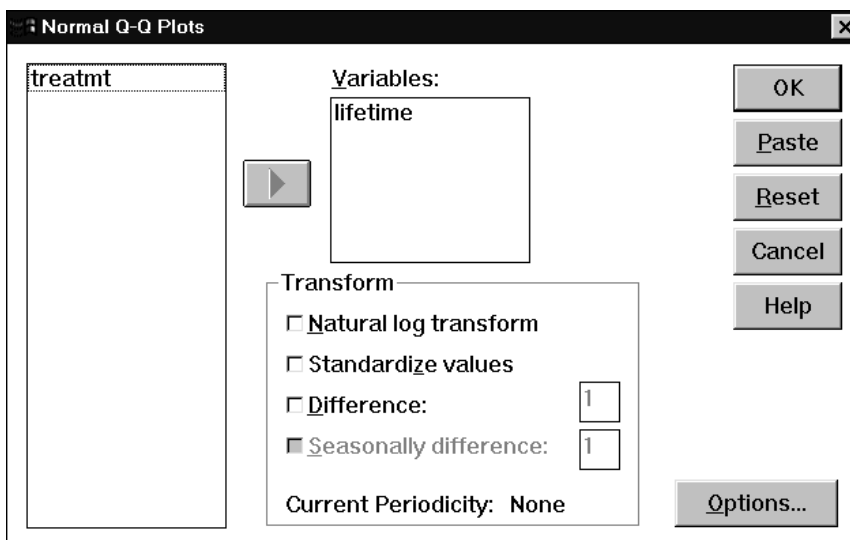 Normal Q-Q Plots
treatmt
Variables:
lifetime
OK
Paste
Reset
Cancel
Help
Transform
Natural log transform
Standardize values
Difference: 1
Seasonally difference: 1
Current Periodicity: None
Options...